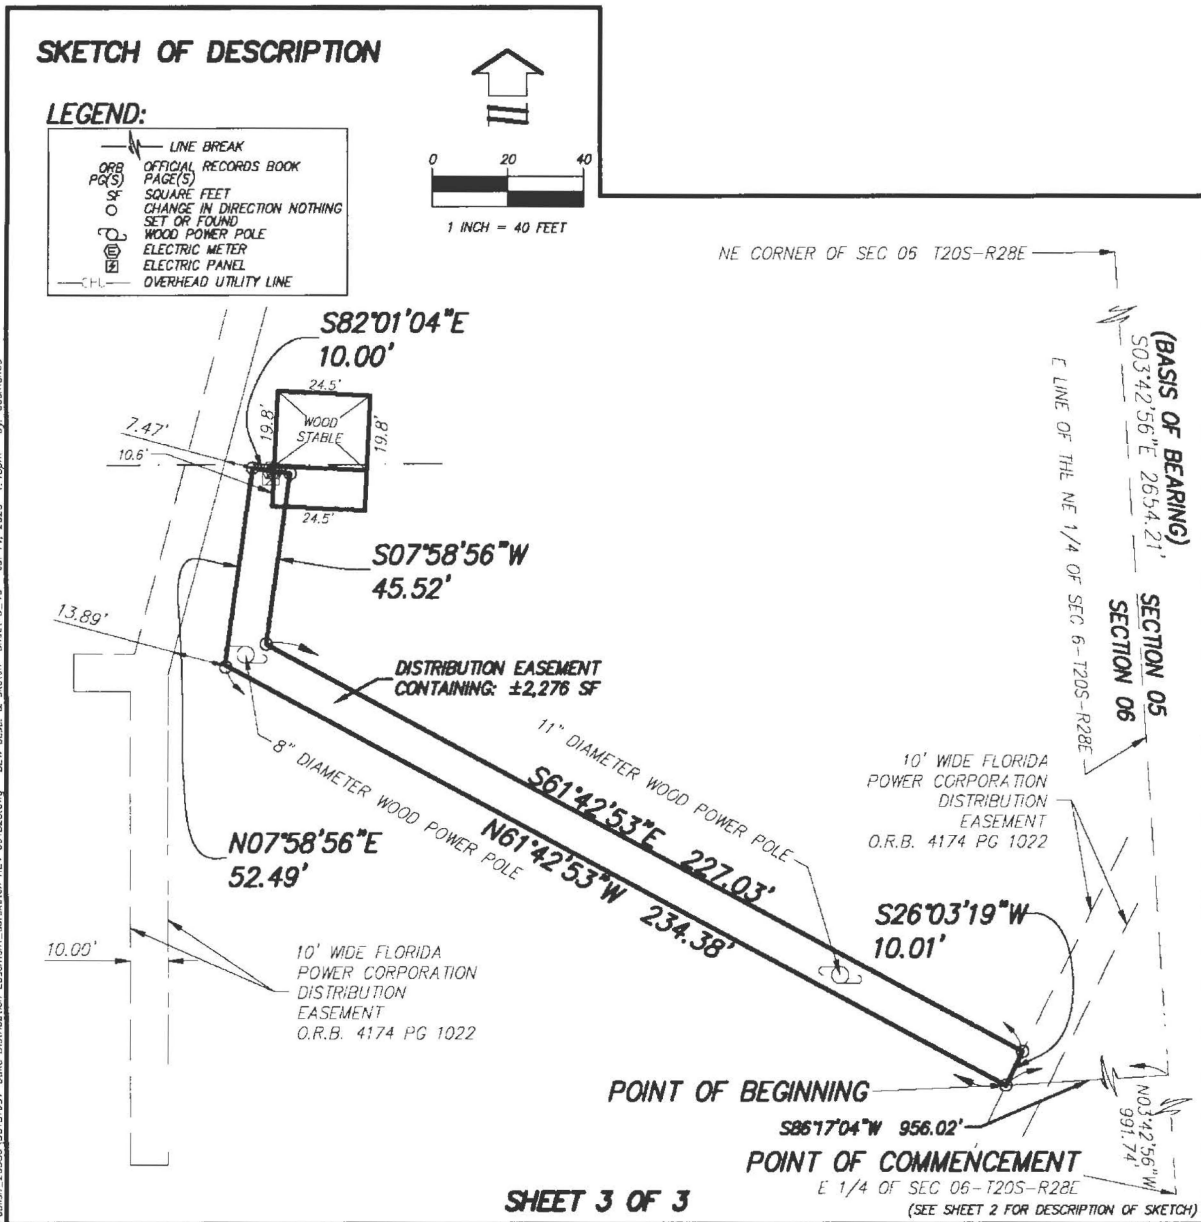 SKETCH OF DESCRIPTION
LEGEND:
LINE BREAK
ORB OFFICIAL RECORDS BOOK
PG(S) PAGE(S)
SF SQUARE FEET
CHANGE IN DIRECTION NOTHING
SET OR FOUND
WOOD POWER POLE
ELECTRIC METER
ELECTRIC PANEL
OVERHEAD UTILITY LINE
0 20 40
1 INCH = 40 FEET
NE CORNER OF SEC 06 T20S-R28E
(BASIS OF BEARING)
S03°42'56"E 2654.21'
E LINE OF THE NE 1/4 OF SEC 6-T20S-R28E
SECTION 05
SECTION 06
S82°01'04"E
10.00'
24.5'
19.8'
WOOD
STABLE
19.8'
7.47'
10.6'
24.5'
S07°58'56"W
45.52'
13.89'
DISTRIBUTION EASEMENT
CONTAINING: ±2,276 SF
8" DIAMETER WOOD POWER POLE
11" DIAMETER WOOD POWER POLE
S61°42'53"E 227.03'
N61°42'53"W 234.38'
N07°58'56"E
52.49'
10' WIDE FLORIDA
POWER CORPORATION
DISTRIBUTION
EASEMENT
O.R.B. 4174 PG 1022
S26°03'19"W
10.01'
10.00'
10' WIDE FLORIDA
POWER CORPORATION
DISTRIBUTION
EASEMENT
O.R.B. 4174 PG 1022
POINT OF BEGINNING
S86°17'04"W 956.02'
N03°42'56"W
991.74'
POINT OF COMMENCEMENT
E 1/4 OF SEC 06-T20S-R28E
SHEET 3 OF 3
(SEE SHEET 2 FOR DESCRIPTION OF SKETCH)